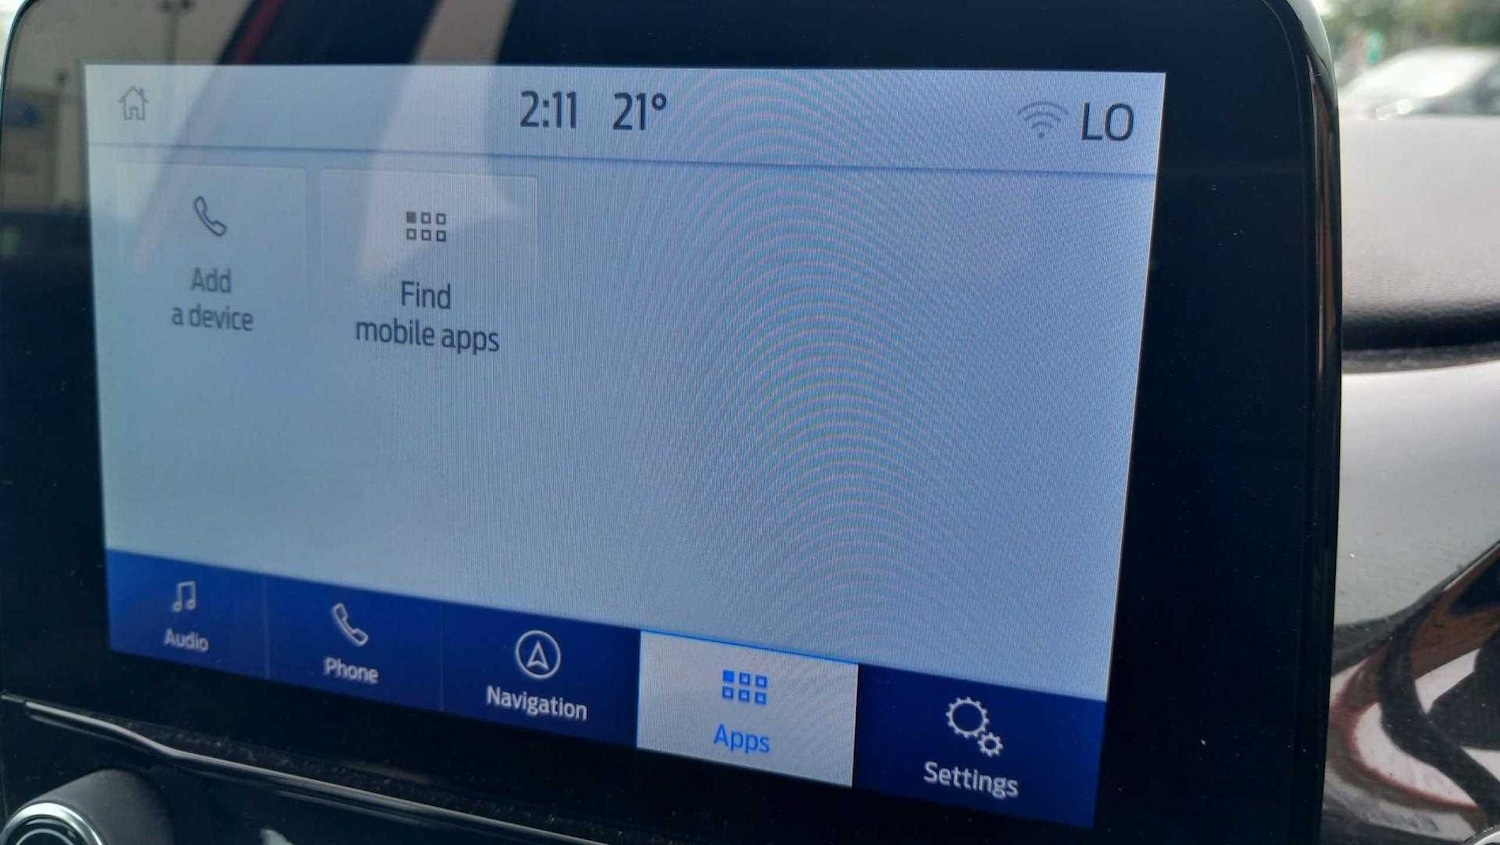 2:11 21° LO
Add
a device
Find
mobile apps
Audio
Phone
Navigation
Apps
Settings